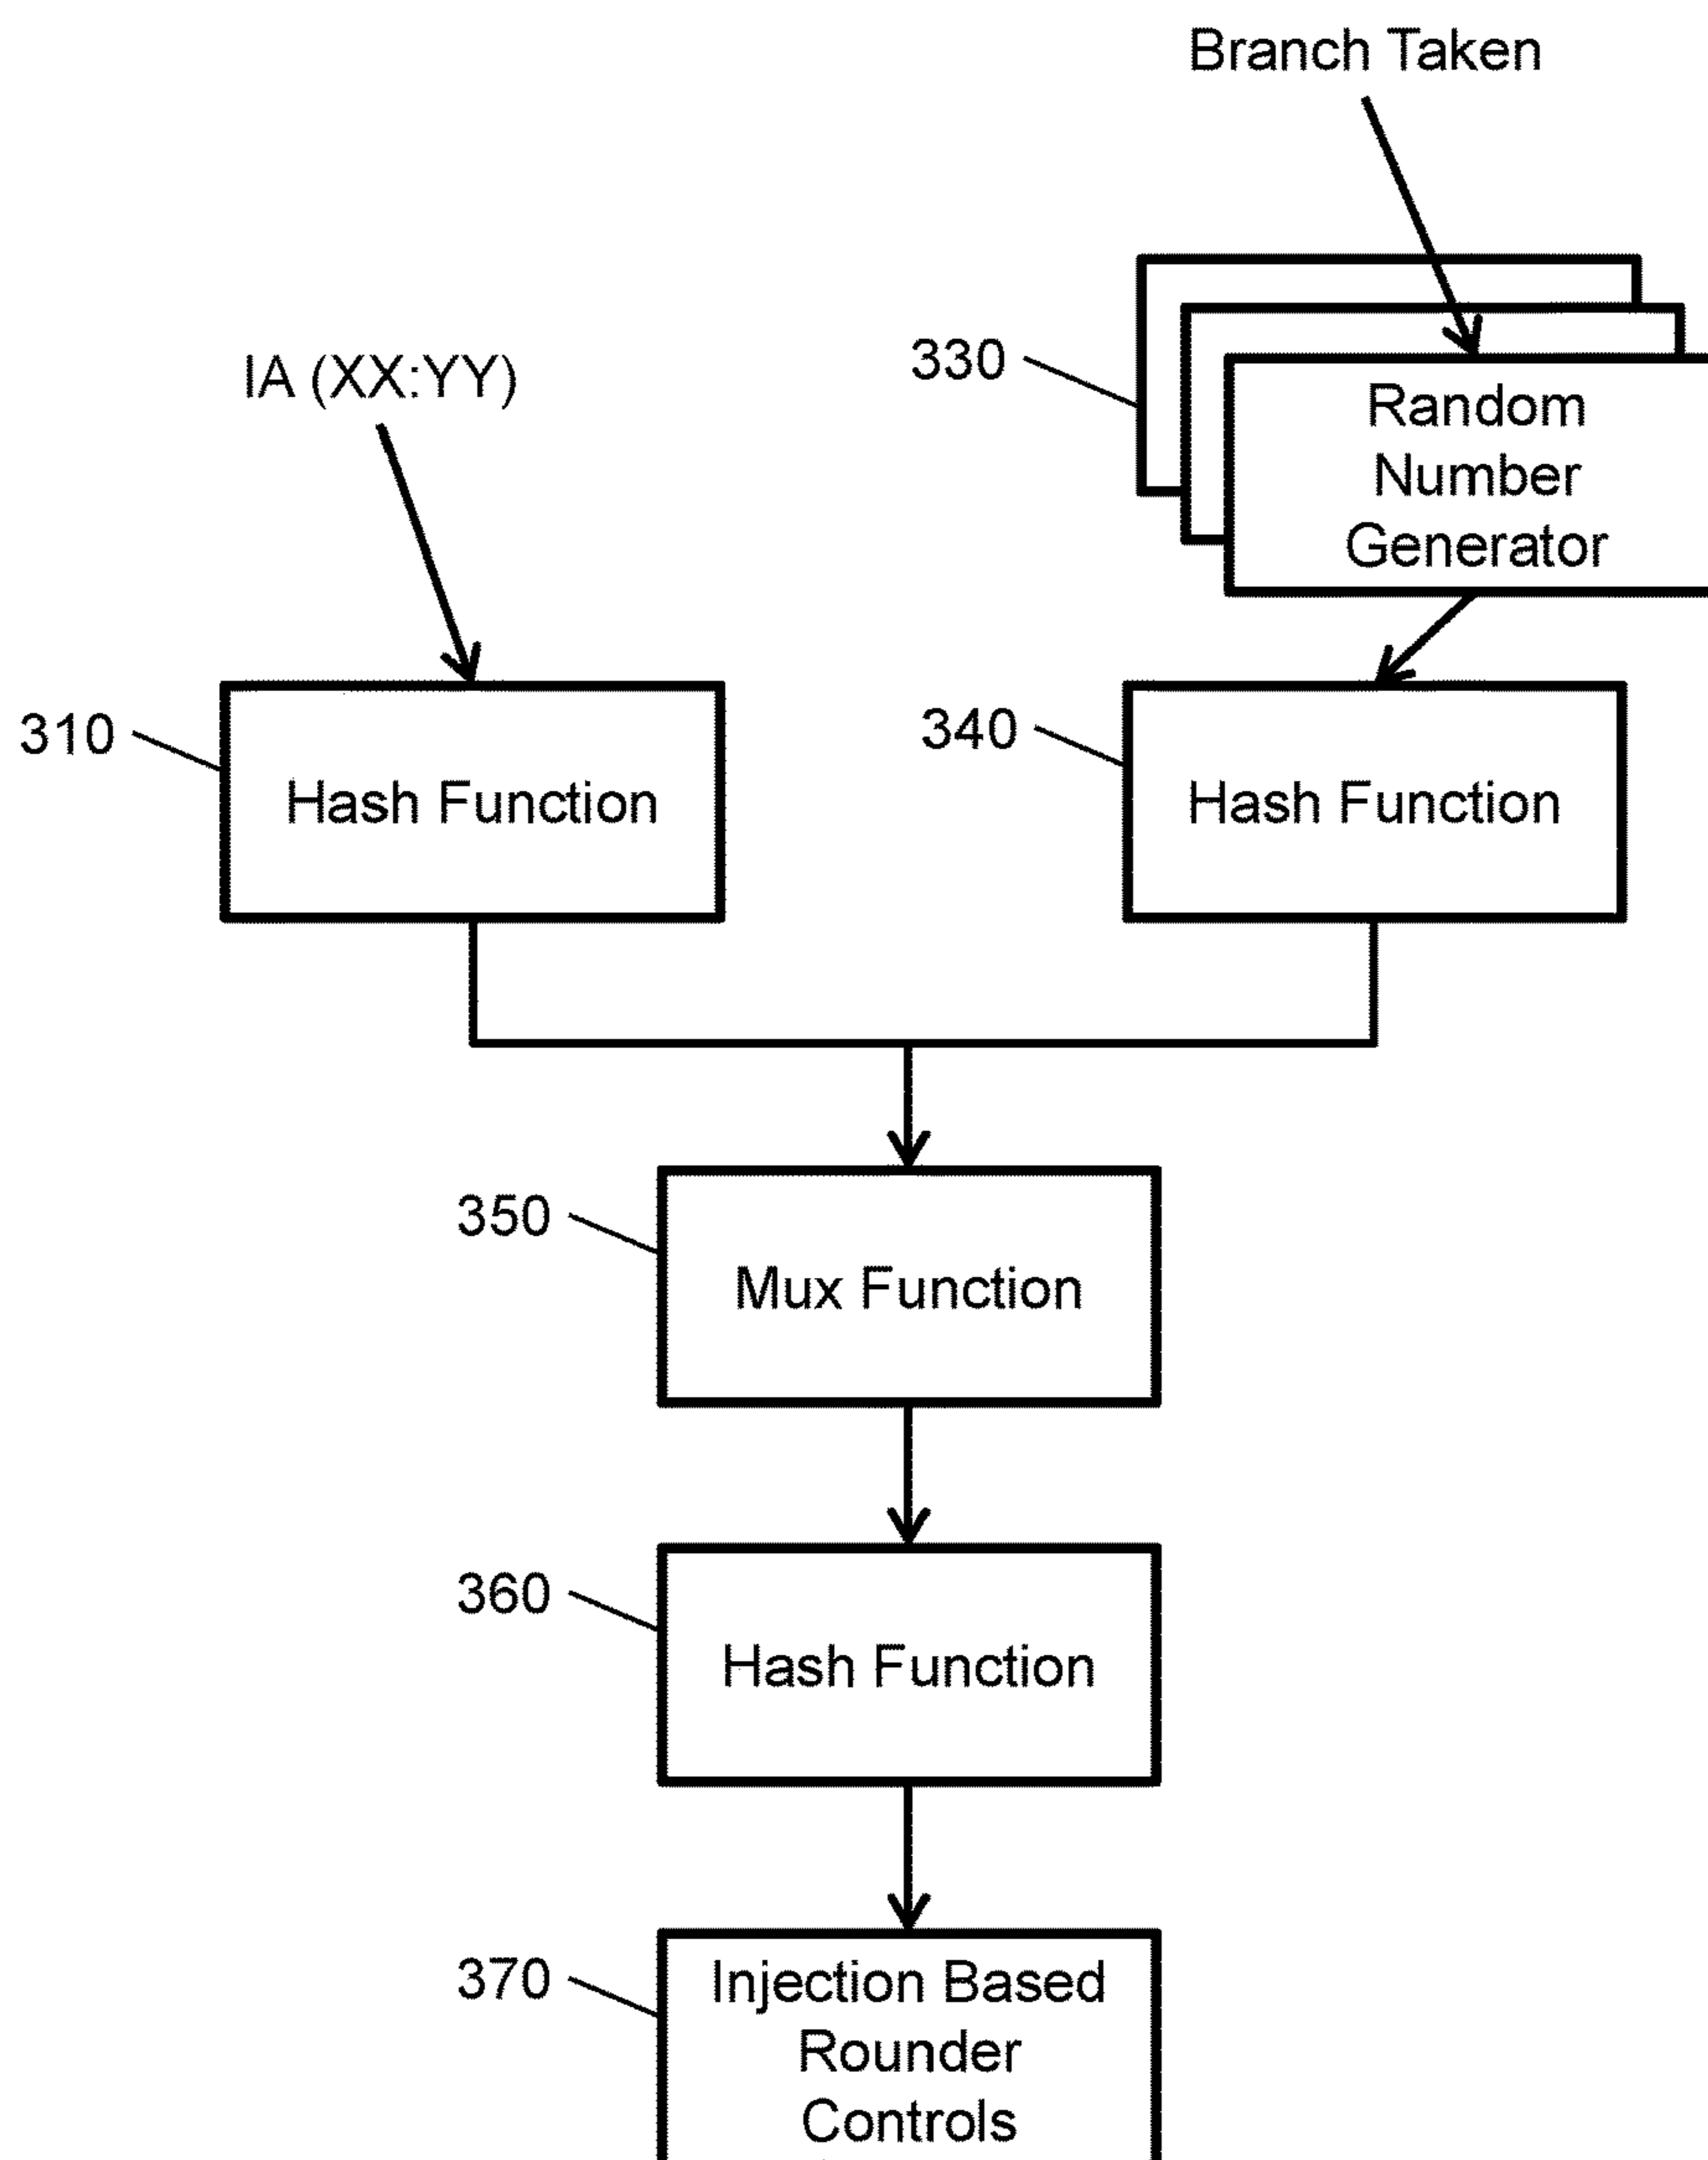 Branch Taken
IA (XX:YY)
330
Random
Number
Generator
310
Hash Function
340
Hash Function
350
Mux Function
360
Hash Function
370
Injection Based
Rounder
Controls